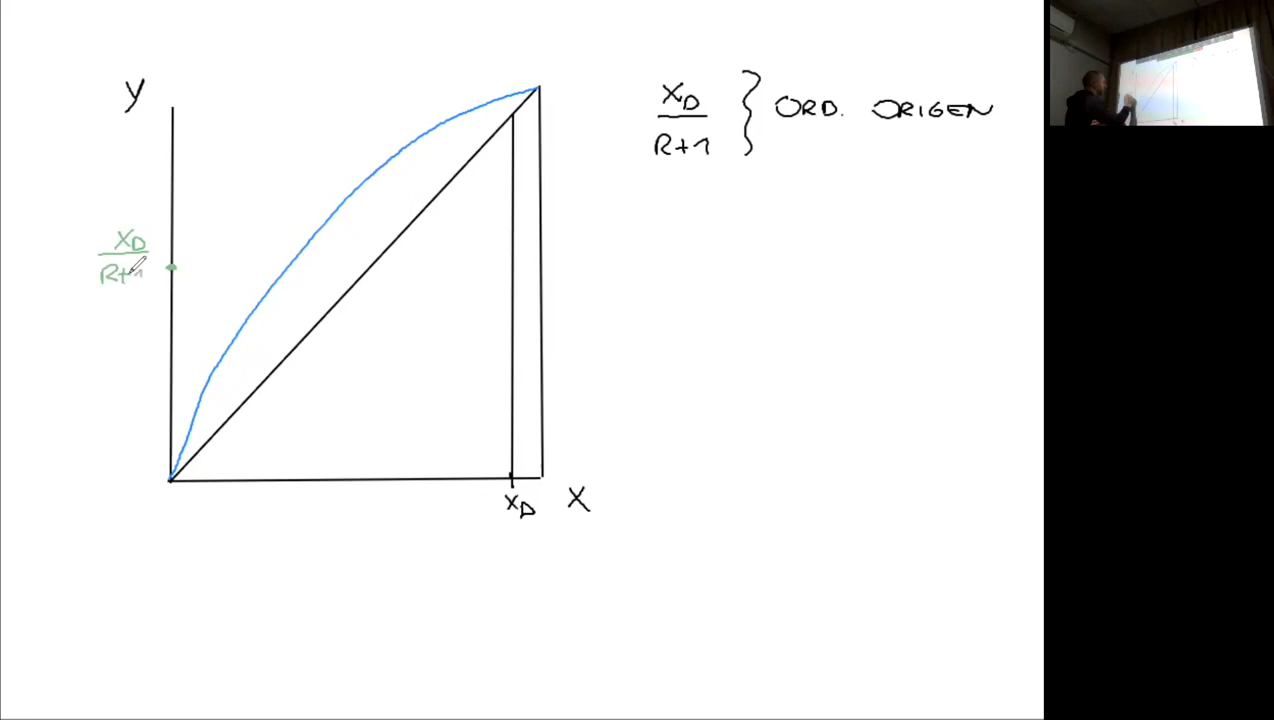 y
X_D
R+1
} ORD. ORIGEN
X_D
R+1
X_D
X